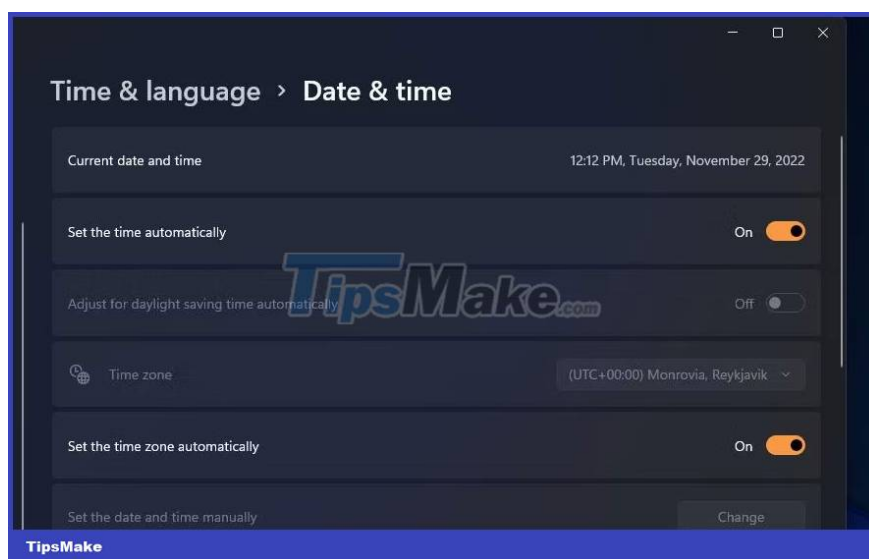 Time & language > Date & time
Current date and time 12:12 PM, Tuesday, November 29, 2022
Set the time automatically On
TipsMake.com
Adjust for daylight saving time automatically Off
Time zone (UTC+00:00) Monrovia, Reykjavik
Set the time zone automatically On
Set the date and time manually Change
TipsMake